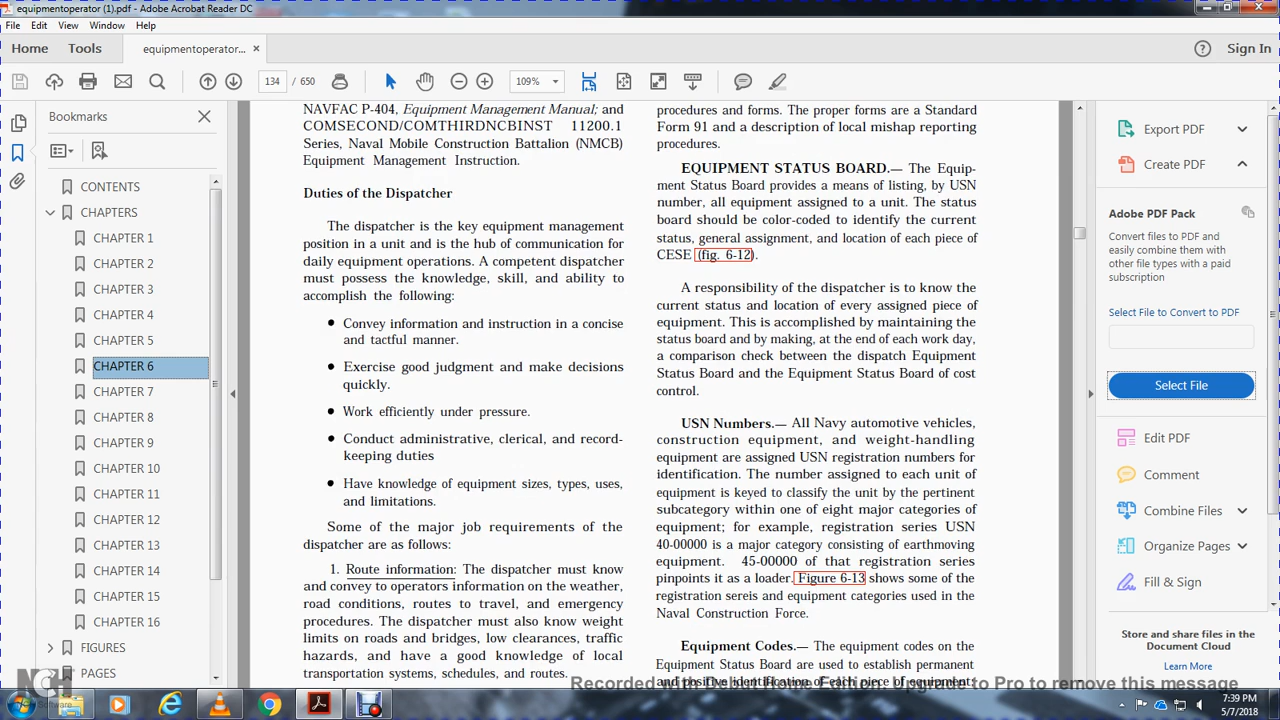 equipmentoperator (1).pdf - Adobe Acrobat Reader DC
File Edit View Window Help
Home Tools equipmentoperator... × Sign In
134 / 650 109%
Bookmarks
CONTENTS
CHAPTERS
CHAPTER 1
CHAPTER 2
CHAPTER 3
CHAPTER 4
CHAPTER 5
CHAPTER 6
CHAPTER 7
CHAPTER 8
CHAPTER 9
CHAPTER 10
CHAPTER 11
CHAPTER 12
CHAPTER 13
CHAPTER 14
CHAPTER 15
CHAPTER 16
FIGURES
PAGES
NAVFAC P-404, Equipment Management Manual; and
COMSECOND/COMTHIRDNCBINST 11200.1
Series, Naval Mobile Construction Battalion (NMCB)
Equipment Management Instruction.
Duties of the Dispatcher
The dispatcher is the key equipment management
position in a unit and is the hub of communication for
daily equipment operations. A competent dispatcher
must possess the knowledge, skill, and ability to
accomplish the following:
• Convey information and instruction in a concise
and tactful manner.
• Exercise good judgment and make decisions
quickly.
• Work efficiently under pressure.
• Conduct administrative, clerical, and record-
keeping duties
• Have knowledge of equipment sizes, types, uses,
and limitations.
Some of the major job requirements of the
dispatcher are as follows:
1. Route information: The dispatcher must know
and convey to operators information on the weather,
road conditions, routes to travel, and emergency
procedures. The dispatcher must also know weight
limits on roads and bridges, low clearances, traffic
hazards, and have a good knowledge of local
transportation systems, schedules, and routes.
procedures and forms. The proper forms are a Standard
Form 91 and a description of local mishap reporting
procedures.
EQUIPMENT STATUS BOARD.— The Equip-
ment Status Board provides a means of listing, by USN
number, all equipment assigned to a unit. The status
board should be color-coded to identify the current
status, general assignment, and location of each piece of
CESE (fig. 6-12).
A responsibility of the dispatcher is to know the
current status and location of every assigned piece of
equipment. This is accomplished by maintaining the
status board and by making, at the end of each work day,
a comparison check between the dispatch Equipment
Status Board and the Equipment Status Board of cost
control.
USN Numbers.— All Navy automotive vehicles,
construction equipment, and weight-handling
equipment are assigned USN registration numbers for
identification. The number assigned to each unit of
equipment is keyed to classify the unit by the pertinent
subcategory within one of eight major categories of
equipment; for example, registration series USN
40-00000 is a major category consisting of earthmoving
equipment. 45-00000 of that registration series
pinpoints it as a loader. Figure 6-13 shows some of the
registration sereis and equipment categories used in the
Naval Construction Force.
Equipment Codes.— The equipment codes on the
Equipment Status Board are used to establish permanent
and positive identification of each piece of equipment.
Export PDF
Create PDF
Adobe PDF Pack
Convert files to PDF and
easily combine them with
other file types with a paid
subscription
Select File to Convert to PDF
Select File
Edit PDF
Comment
Combine Files
Organize Pages
Fill & Sign
Store and share files in the
Document Cloud
Learn More
NCH
Software
7:39 PM
5/7/2018